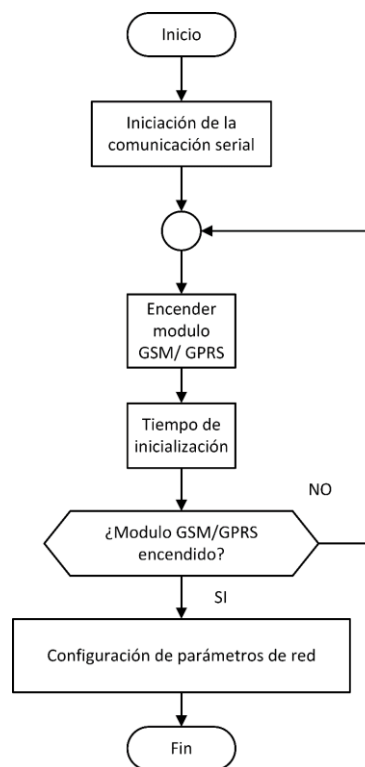 Inicio
Iniciación de la
comunicación serial
Encender
modulo
GSM/ GPRS
Tiempo de
inicialización
NO
¿Modulo GSM/GPRS
encendido?
SI
Configuración de parámetros de red
Fin